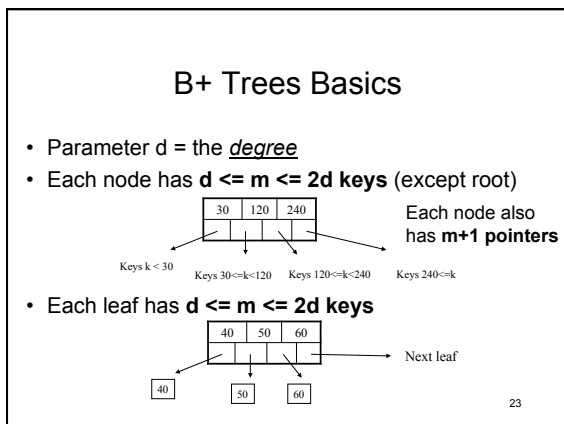 B+ Trees Basics
• Parameter d = the degree
• Each node has d <= m <= 2d keys (except root)
30 120 240
Each node also
has m+1 pointers
Keys k < 30
Keys 30<=k<120
Keys 120<=k<240
Keys 240<=k
• Each leaf has d <= m <= 2d keys
40 50 60
Next leaf
40
50
60
23